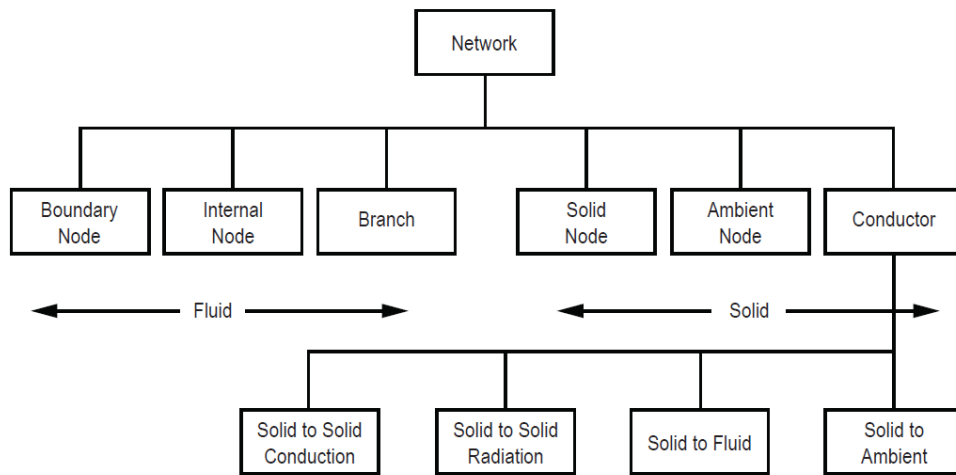 Network
Boundary
Node
Internal
Node
Branch
Solid
Node
Ambient
Node
Conductor
Fluid
Solid
Solid to Solid
Conduction
Solid to Solid
Radiation
Solid to Fluid
Solid to
Ambient